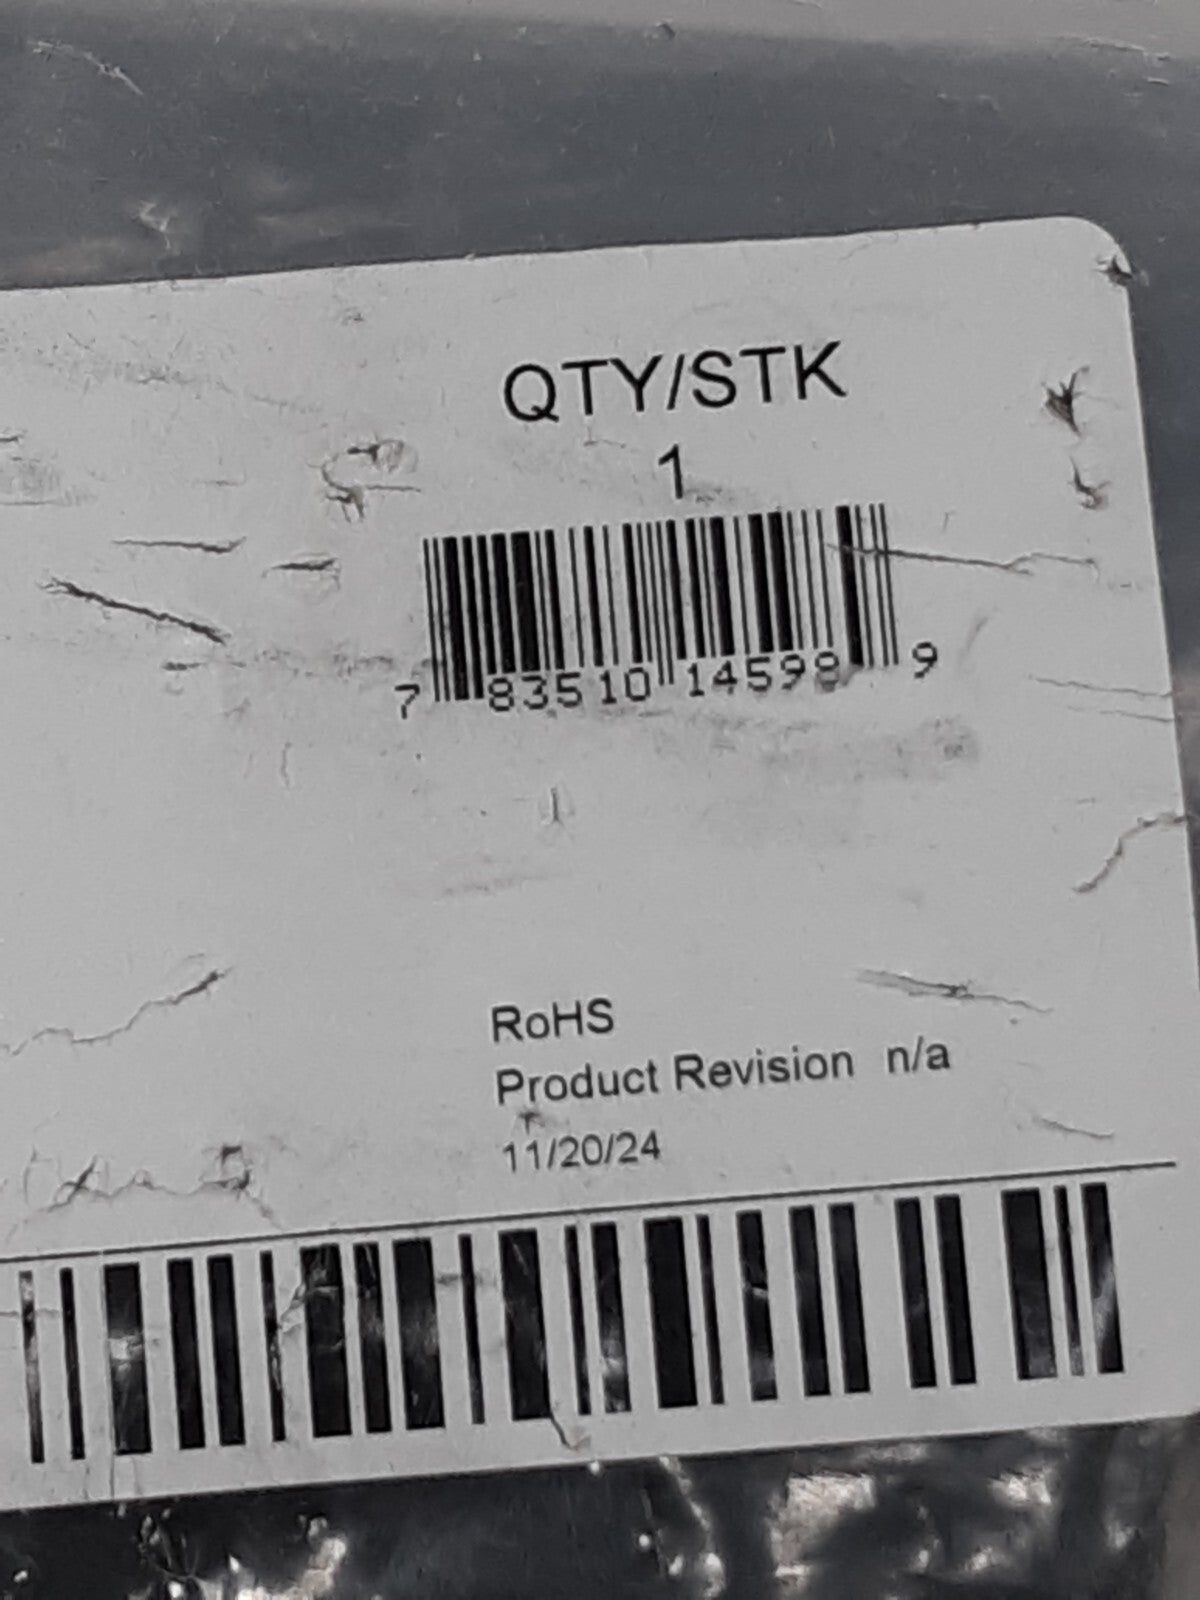 QTY/STK
1
7 83510 14598 9
RoHS
Product Revision n/a
11/20/24